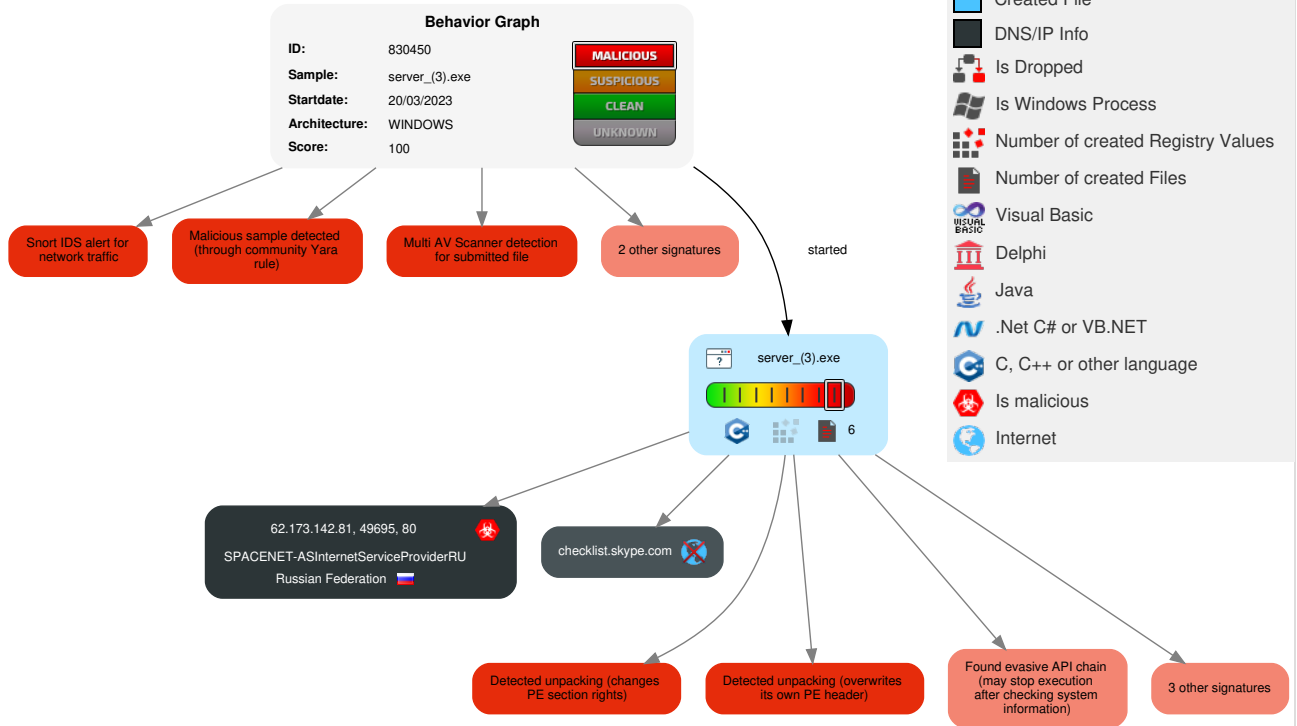 Behavior Graph
ID: 830450
Sample: server_(3).exe
Startdate: 20/03/2023
Architecture: WINDOWS
Score: 100
MALICIOUS
SUSPICIOUS
CLEAN
UNKNOWN
Created File
DNS/IP Info
Is Dropped
Is Windows Process
Number of created Registry Values
Number of created Files
VISUAL
BASIC
Visual Basic
Delphi
Java
.Net C# or VB.NET
C, C++ or other language
Is malicious
Internet
Snort IDS alert for
network traffic
Malicious sample detected
(through community Yara
rule)
Multi AV Scanner detection
for submitted file
2 other signatures
started
server_(3).exe
6
62.173.142.81, 49695, 80
SPACENET-ASInternetServiceProviderRU
Russian Federation
checklist.skype.com
Detected unpacking (changes
PE section rights)
Detected unpacking (overwrites
its own PE header)
Found evasive API chain
(may stop execution
after checking system
information)
3 other signatures